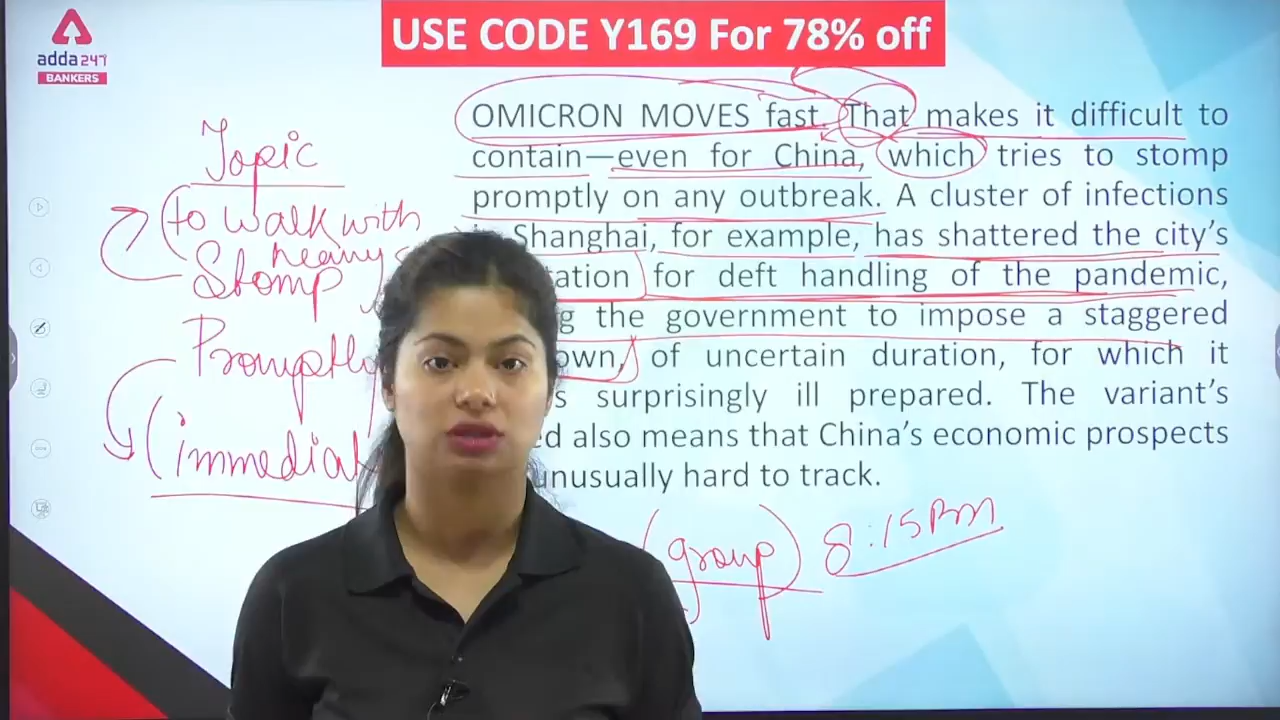 USE CODE Y169 For 78% off
adda247
BANKERS
OMICRON MOVES fast. That makes it difficult to
contain—even for China, which tries to stomp
promptly on any outbreak. A cluster of infections
Shanghai, for example, has shattered the city's
for deft handling of the pandemic,
the government to impose a staggered
of uncertain duration, for which it
surprisingly ill prepared. The variant's
also means that China's economic prospects
unusually hard to track.
Topic
to walk with
heavy
Stomp
Promptly
(immediat
(group)
8:15 Pm